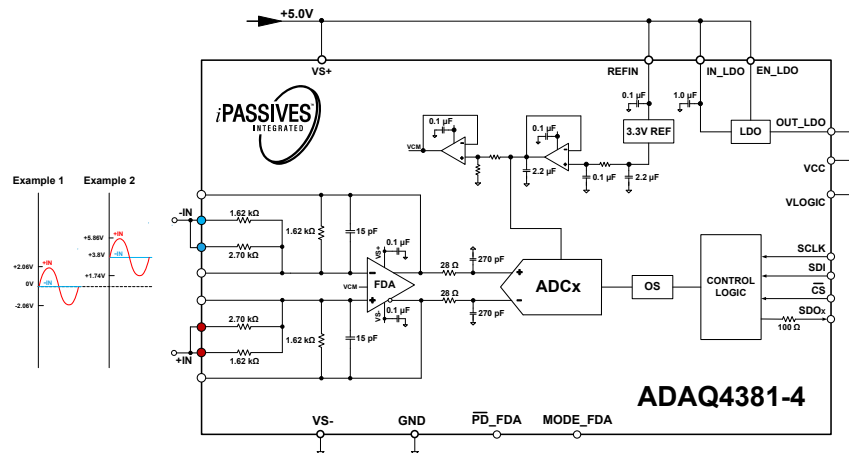 +5.0V
VS+
REFIN
IN_LDO
EN_LDO
iPASSIVES™
INTEGRATED
0.1 µF
0.1 µF
0.1 µF
1.0 µF
3.3V REF
LDO
OUT_LDO
VCM
2.2 µF
0.1 µF
2.2 µF
VCC
VLOGIC
Example 1
Example 2
+5.86V
+IN
+3.8V
-IN
+1.74V
+2.06V
+IN
0V
-IN
-2.06V
-IN
1.62 kΩ
2.70 kΩ
1.62 kΩ
15 pF
VS+
0.1 µF
FDA
VCM
VS-
0.1 µF
28 Ω
270 pF
28 Ω
270 pF
ADCx
OS
CONTROL
LOGIC
SCLK
SDI
CS
SDOx
100 Ω
2.70 kΩ
1.62 kΩ
1.62 kΩ
15 pF
+IN
ADAQ4381-4
VS-
GND
PD_FDA
MODE_FDA